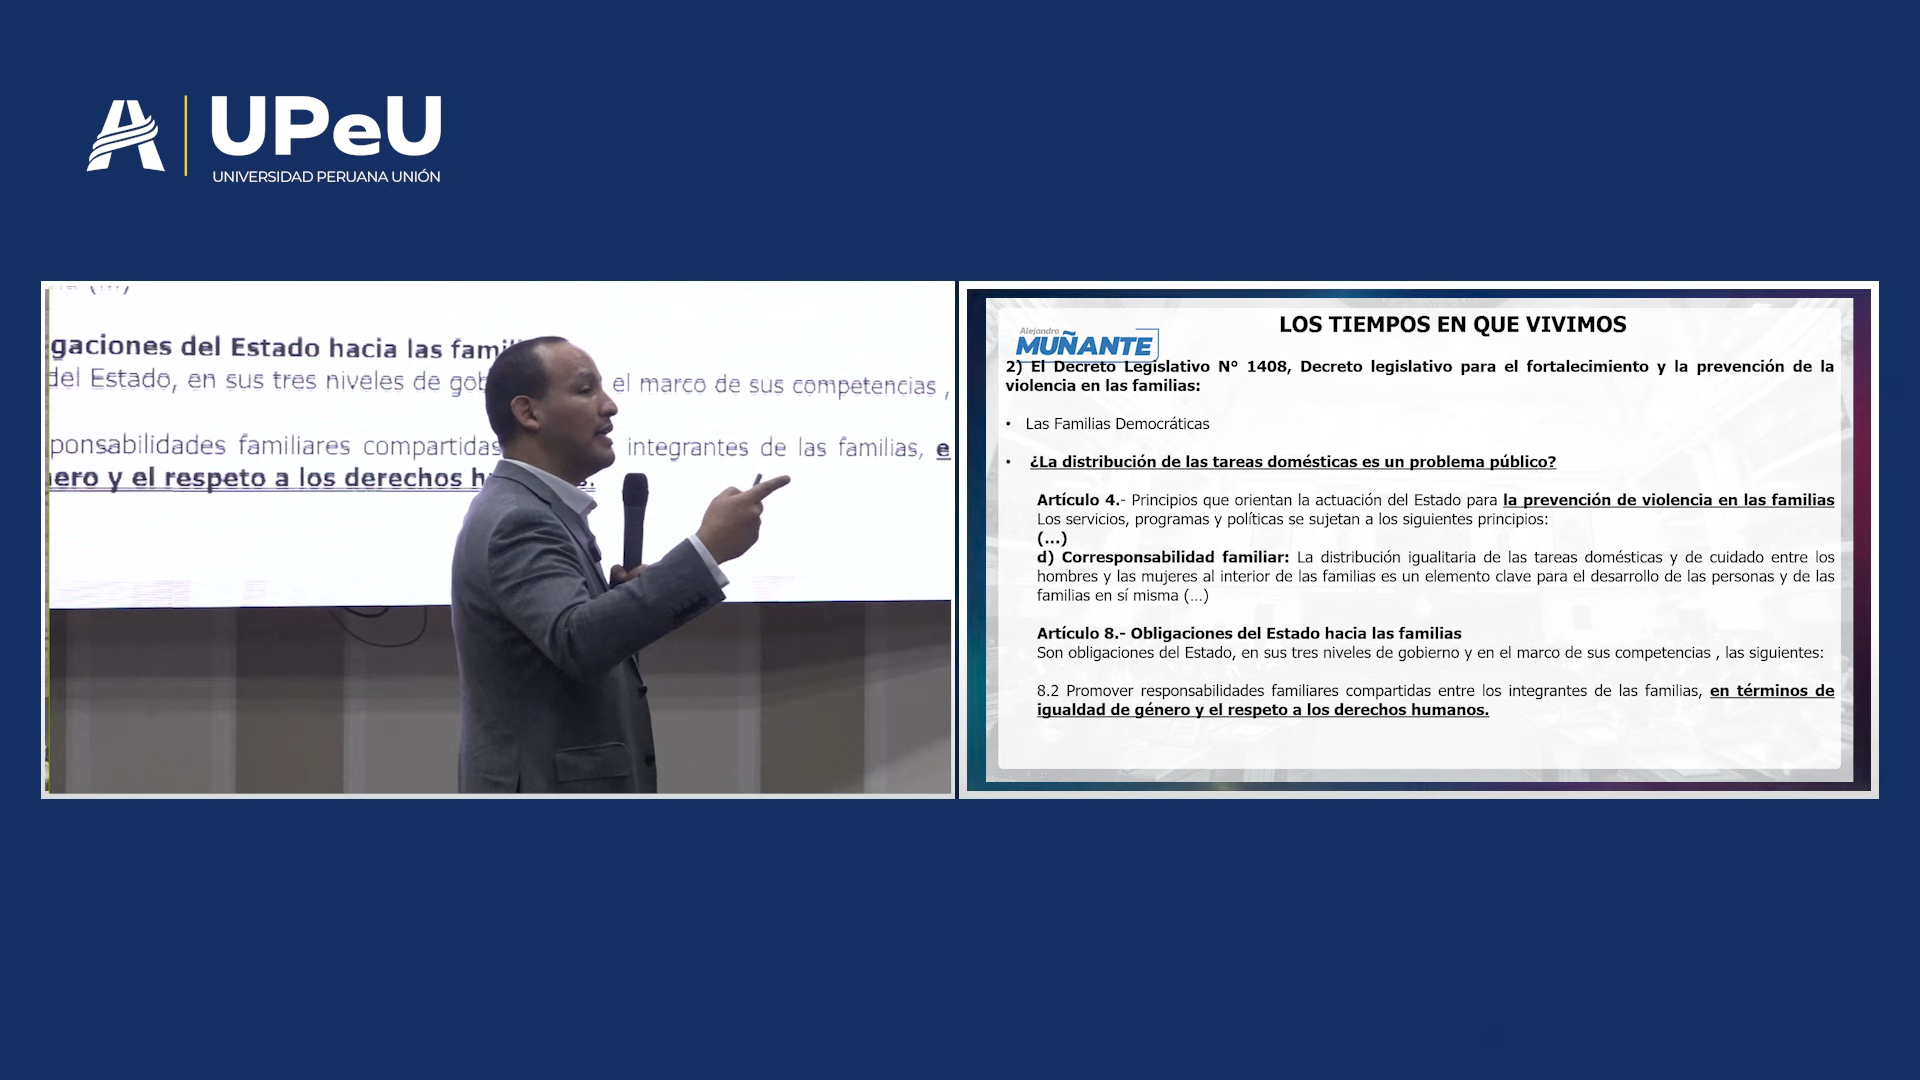 UPeU
UNIVERSIDAD PERUANA UNIÓN
gaciones del Estado hacia las fami
del Estado, en sus tres niveles de gob el marco de sus competencias ,
ponsabilidades familiares compartidas integrantes de las familias, e
ero y el respeto a los derechos h s.
Alejandro
MUÑANTE
LOS TIEMPOS EN QUE VIVIMOS
2) El Decreto Legislativo N° 1408, Decreto legislativo para el fortalecimiento y la prevención de la
violencia en las familias:
• Las Familias Democráticas
• ¿La distribución de las tareas domésticas es un problema público?
Artículo 4.- Principios que orientan la actuación del Estado para la prevención de violencia en las familias
Los servicios, programas y políticas se sujetan a los siguientes principios:
(...)
d) Corresponsabilidad familiar: La distribución igualitaria de las tareas domésticas y de cuidado entre los
hombres y las mujeres al interior de las familias es un elemento clave para el desarrollo de las personas y de las
familias en sí misma (...)
Artículo 8.- Obligaciones del Estado hacia las familias
Son obligaciones del Estado, en sus tres niveles de gobierno y en el marco de sus competencias , las siguientes:
8.2 Promover responsabilidades familiares compartidas entre los integrantes de las familias, en términos de
igualdad de género y el respeto a los derechos humanos.